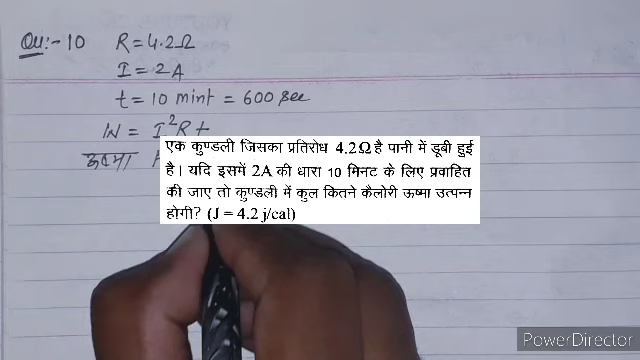 Qu:- 10 R = 4.2Ω
I = 2A
t = 10 mint = 600 sec
W = I²Rt
ऊष्मा
एक कुण्डली जिसका प्रतिरोध 4.2Ω है पानी में डूबी हुई
है। यदि इसमें 2A की धारा 10 मिनट के लिए प्रवाहित
की जाए तो कुण्डली में कुल कितने कैलोरी ऊष्मा उत्पन्न
होगी? (J = 4.2 j/cal)
PowerDirector